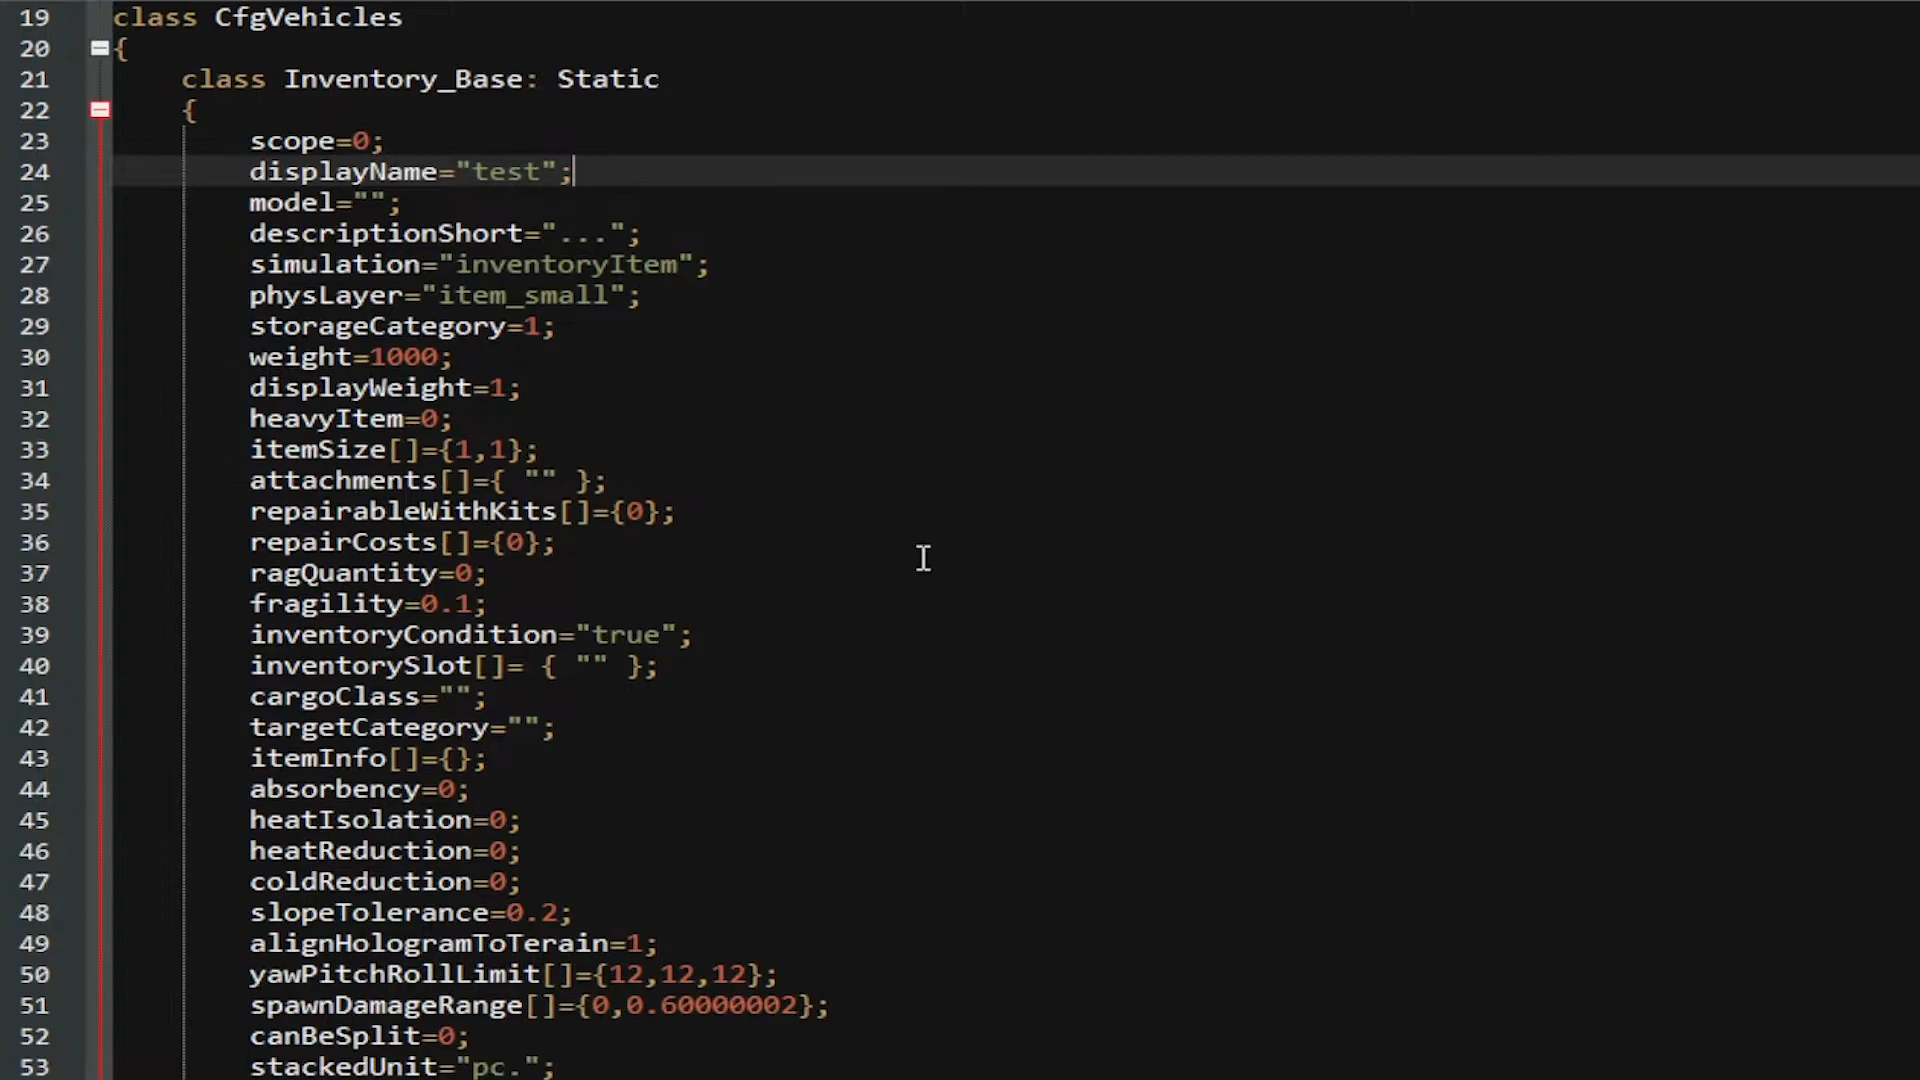 19 class CfgVehicles
20 {
21 class Inventory_Base: Static
22 {
23 scope=0;
24 displayName="test";
25 model="";
26 descriptionShort="...";
27 simulation="inventoryItem";
28 physLayer="item_small";
29 storageCategory=1;
30 weight=1000;
31 displayWeight=1;
32 heavyItem=0;
33 itemSize[]={1,1};
34 attachments[]={ "" };
35 repairableWithKits[]={0};
36 repairCosts[]={0};
37 ragQuantity=0;
38 fragility=0.1;
39 inventoryCondition="true";
40 inventorySlot[]= { "" };
41 cargoClass="";
42 targetCategory="";
43 itemInfo[]={};
44 absorbency=0;
45 heatIsolation=0;
46 heatReduction=0;
47 coldReduction=0;
48 slopeTolerance=0.2;
49 alignHologramToTerain=1;
50 yawPitchRollLimit[]={12,12,12};
51 spawnDamageRange[]={0,0.60000002};
52 canBeSplit=0;
53 stackedUnit="pc.";